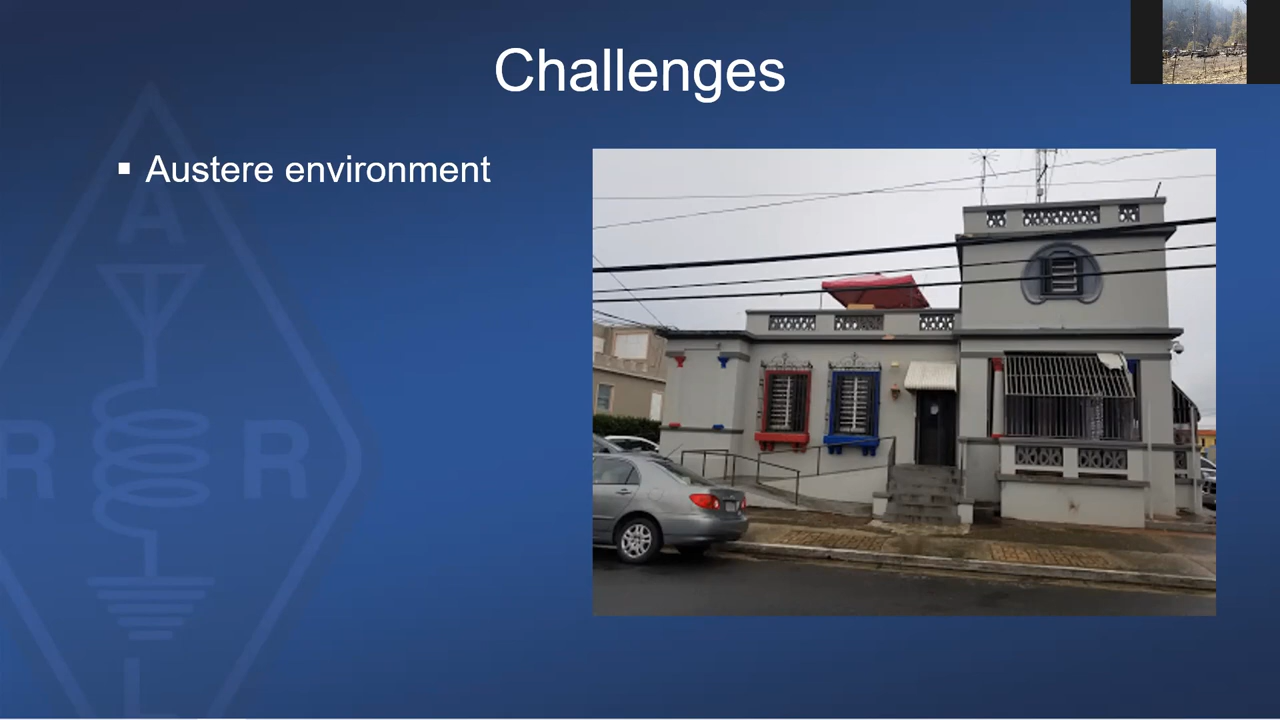 Challenges
▪ Austere environment
A
R R
L